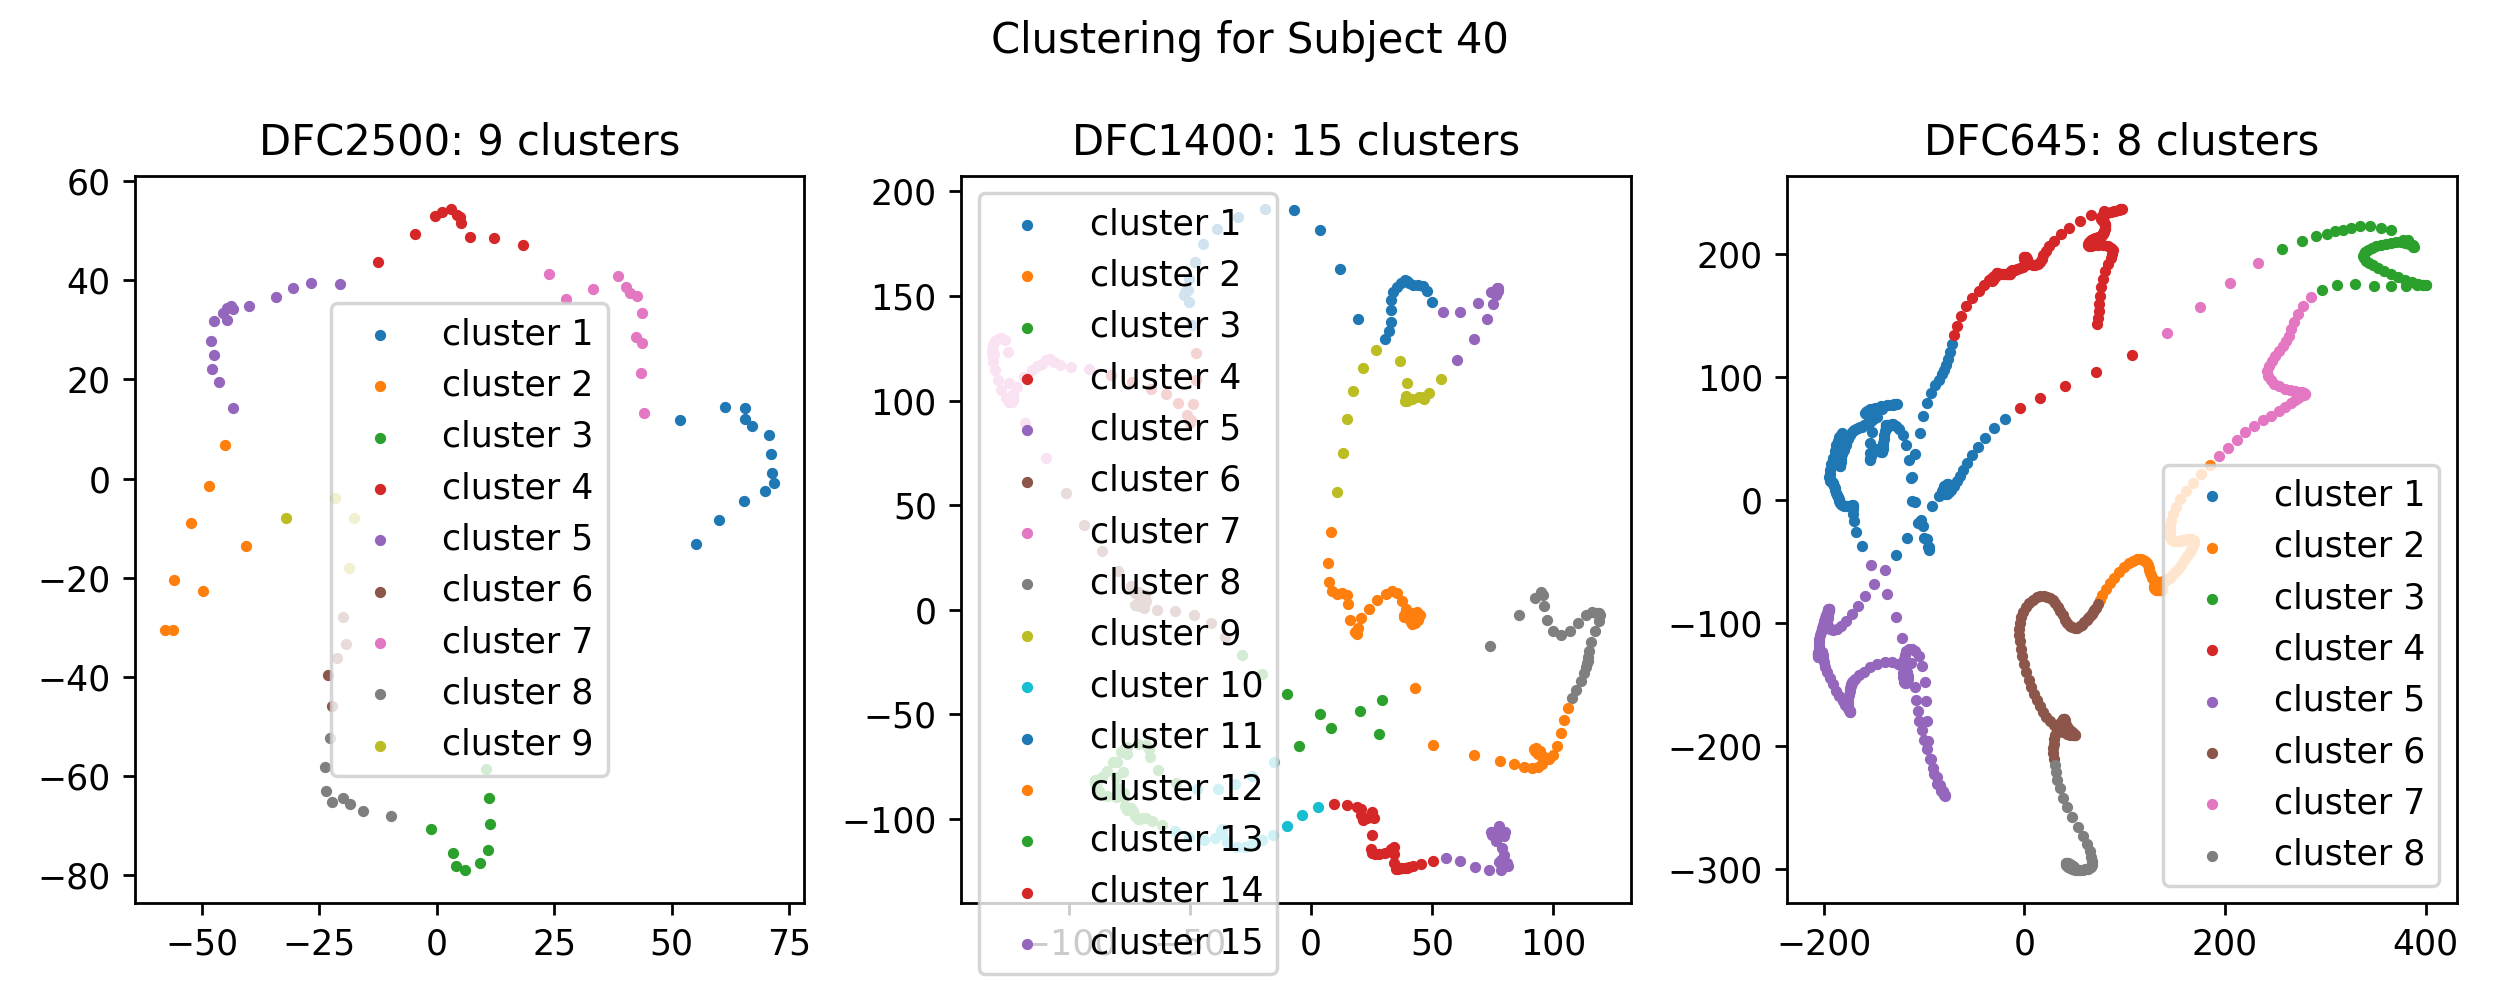 Clustering for Subject 40
DFC2500: 9 clusters
60
40
20
0
−20
−40
−60
−80
−50
−25
0
25
50
75
cluster 1
cluster 2
cluster 3
cluster 4
cluster 5
cluster 6
cluster 7
cluster 8
cluster 9
DFC1400: 15 clusters
200
150
100
50
0
−50
−100
−100
−50
0
50
100
cluster 1
cluster 2
cluster 3
cluster 4
cluster 5
cluster 6
cluster 7
cluster 8
cluster 9
cluster 10
cluster 11
cluster 12
cluster 13
cluster 14
cluster 15
DFC645: 8 clusters
200
100
0
−100
−200
−300
−200
0
200
400
cluster 1
cluster 2
cluster 3
cluster 4
cluster 5
cluster 6
cluster 7
cluster 8